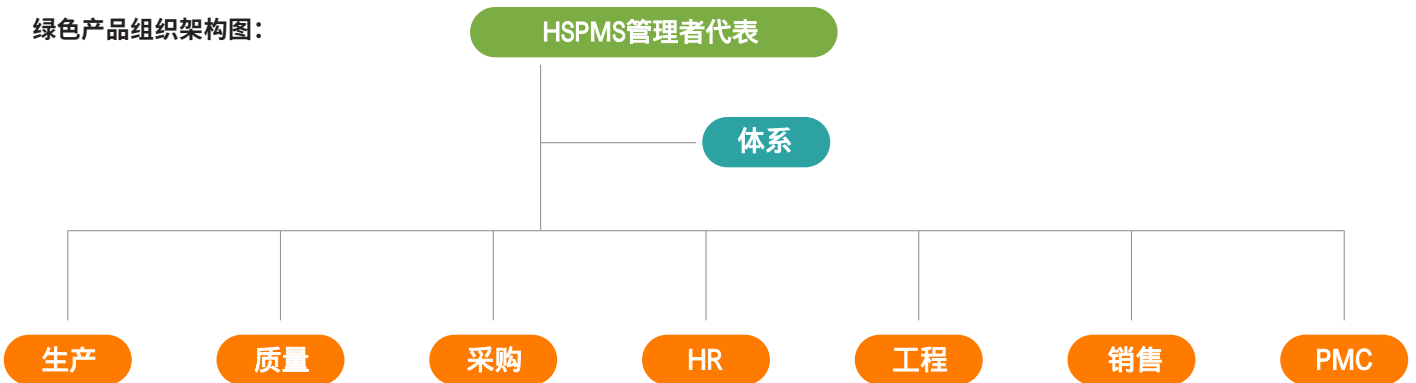 绿色产品组织架构图：
HSPMS管理者代表
体系
生产
质量
采购
HR
工程
销售
PMC